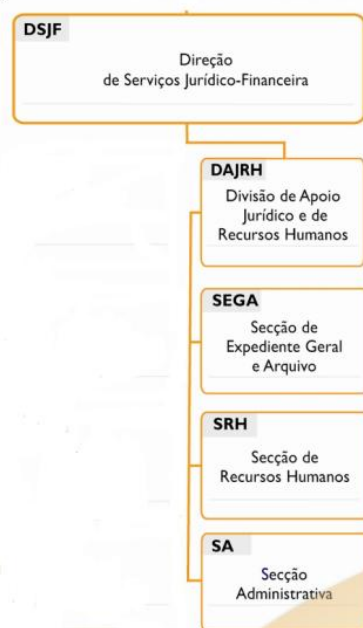 DSJF
Direção
de Serviços Jurídico-Financeira
DAJRH
Divisão de Apoio
Jurídico e de
Recursos Humanos
SEGA
Secção de
Expediente Geral
e Arquivo
SRH
Secção de
Recursos Humanos
SA
Secção
Administrativa